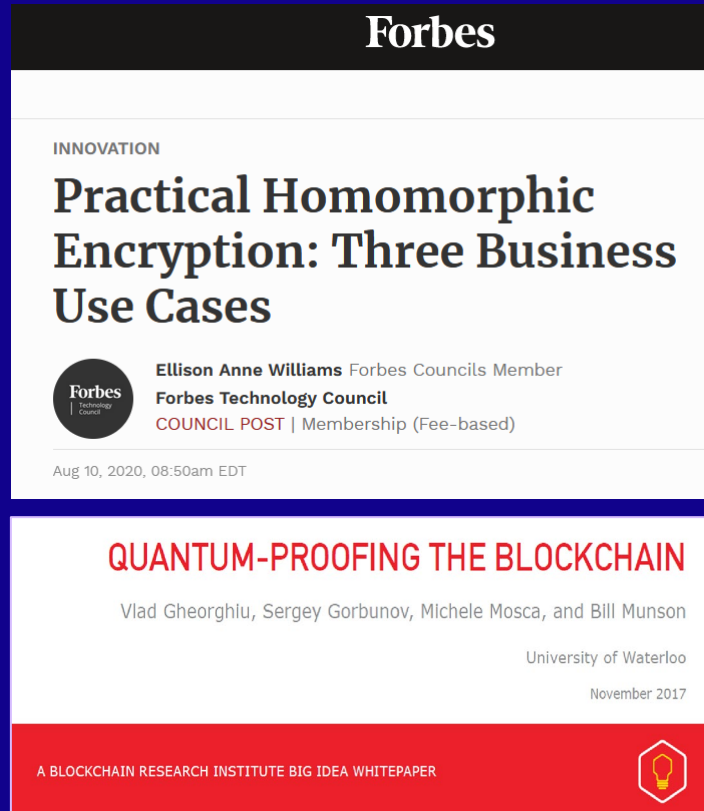 Forbes
INNOVATION
Practical Homomorphic
Encryption: Three Business
Use Cases
Forbes
Technology
Council
Ellison Anne Williams Forbes Councils Member
Forbes Technology Council
COUNCIL POST | Membership (Fee-based)
Aug 10, 2020, 08:50am EDT
QUANTUM-PROOFING THE BLOCKCHAIN
Vlad Gheorghiu, Sergey Gorbunov, Michele Mosca, and Bill Munson
University of Waterloo
November 2017
A BLOCKCHAIN RESEARCH INSTITUTE BIG IDEA WHITEPAPER